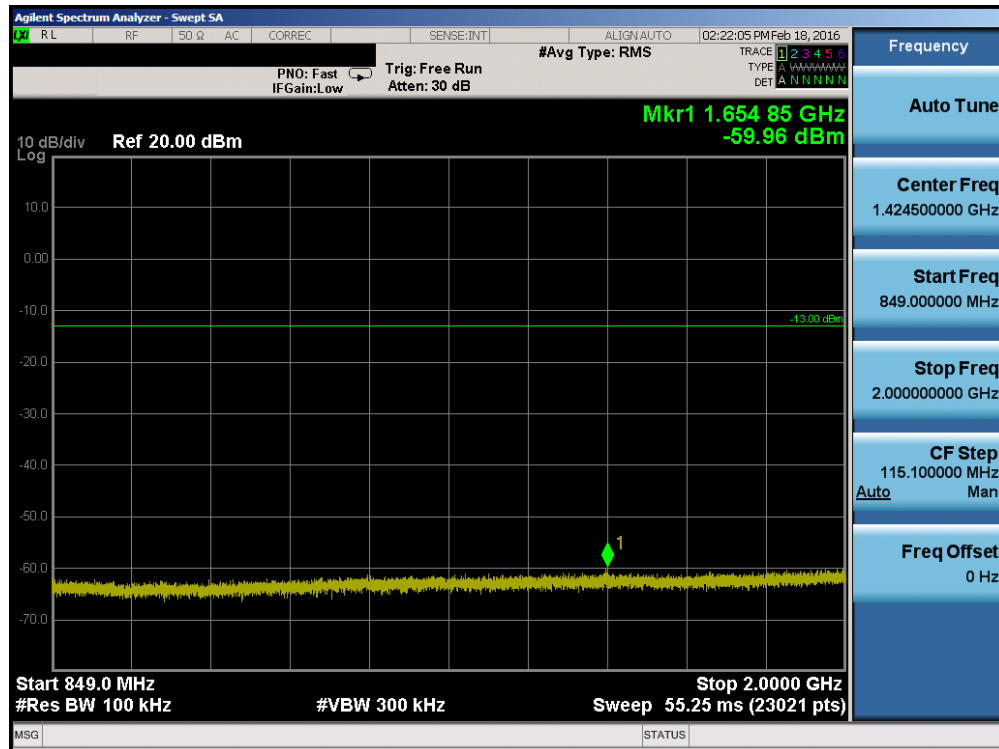 Agilent Spectrum Analyzer - Swept SA
LXI RL RF 50 Ω AC CORREC SENSE:INT ALIGN AUTO 02:22:05 PM Feb 18, 2016
#Avg Type: RMS TRACE 1 2 3 4 5 6
PNO: Fast Trig: Free Run TYPE A WWWWW
IFGain:Low Atten: 30 dB DET A N N N N N
Mkr1 1.654 85 GHz
-59.96 dBm
10 dB/div Ref 20.00 dBm
Log
10.0
0.00
-10.0
-13.00 dBm
-20.0
-30.0
-40.0
-50.0
1
-60.0
-70.0
Start 849.0 MHz Stop 2.0000 GHz
#Res BW 100 kHz #VBW 300 kHz Sweep 55.25 ms (23021 pts)
MSG STATUS
Frequency
Auto Tune
Center Freq
1.424500000 GHz
Start Freq
849.000000 MHz
Stop Freq
2.000000000 GHz
CF Step
115.100000 MHz
Auto Man
Freq Offset
0 Hz